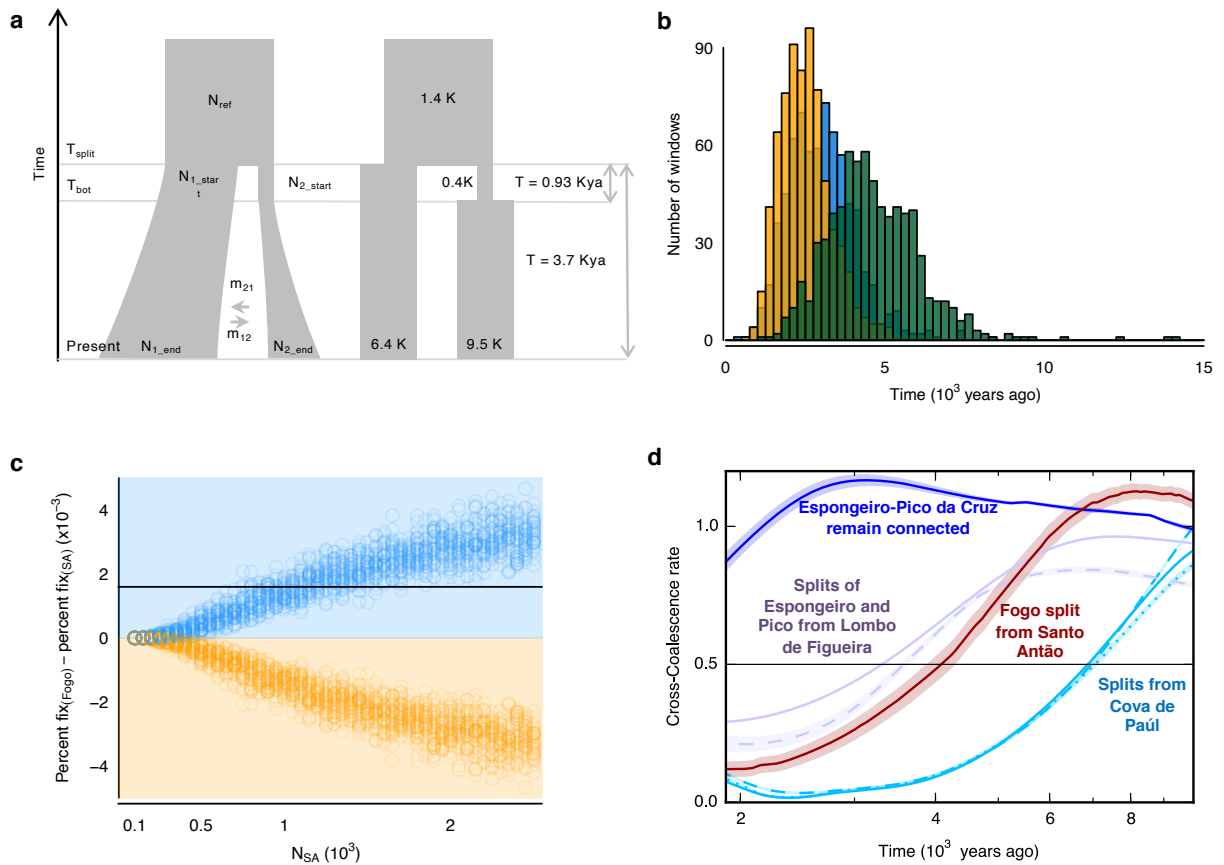 a
Time
N_ref
1.4 K
T_split
N_1_star
t
N_2_start
0.4K
T = 0.93 Kya
T_bot
T = 3.7 Kya
m_21
m_12
Present
N_1_end
N_2_end
6.4 K
9.5 K
b
Number of windows
90
60
30
0
0
5
10
15
Time (10^3 years ago)
c
Percent fix(Fogo) – percent fix(SA) (x10^−3)
4
2
0
−2
−4
0.1
0.5
1
2
N_SA (10^3)
d
Cross-Coalescence rate
1.0
0.5
0.0
Espongeiro-Pico da Cruz
remain connected
Splits of
Espongeiro and
Pico from Lombo
de Figueira
Fogo split
from Santo
Antão
Splits from
Cova de
Paúl
2
4
6
8
Time (10^3 years ago)